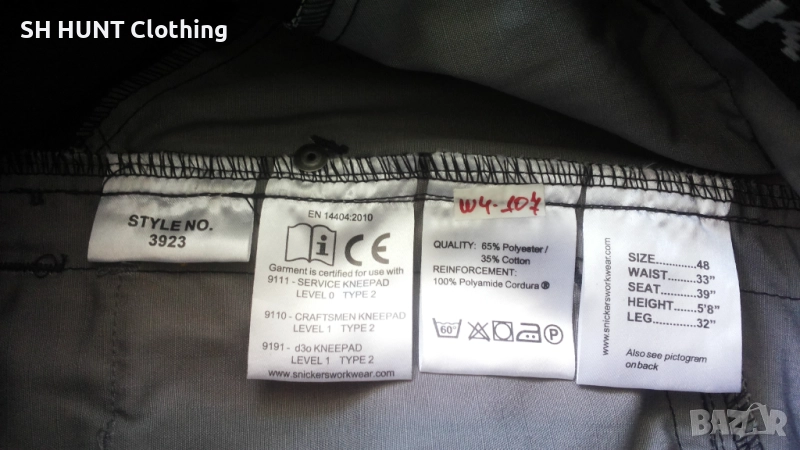 SH HUNT Clothing
STYLE NO.
3923
EN 14404:2010
i CE
Garment is certified for use with
9111 - SERVICE KNEEPAD
LEVEL 0 TYPE 2
9110 - CRAFTSMEN KNEEPAD
LEVEL 1 TYPE 2
9191- d3o KNEEPAD
LEVEL 1 TYPE 2
www.snickersworkwear.com
W4-107
QUALITY: 65% Polyester /
35% Cotton
REINFORCEMENT:
100% Polyamide Cordura ®
60° P
www.snickersworkwear.com
SIZE............48
WAIST.........33"
SEAT...........39"
HEIGHT.......5'8"
LEG.............32"
Also see pictogram
on back
BAZAR